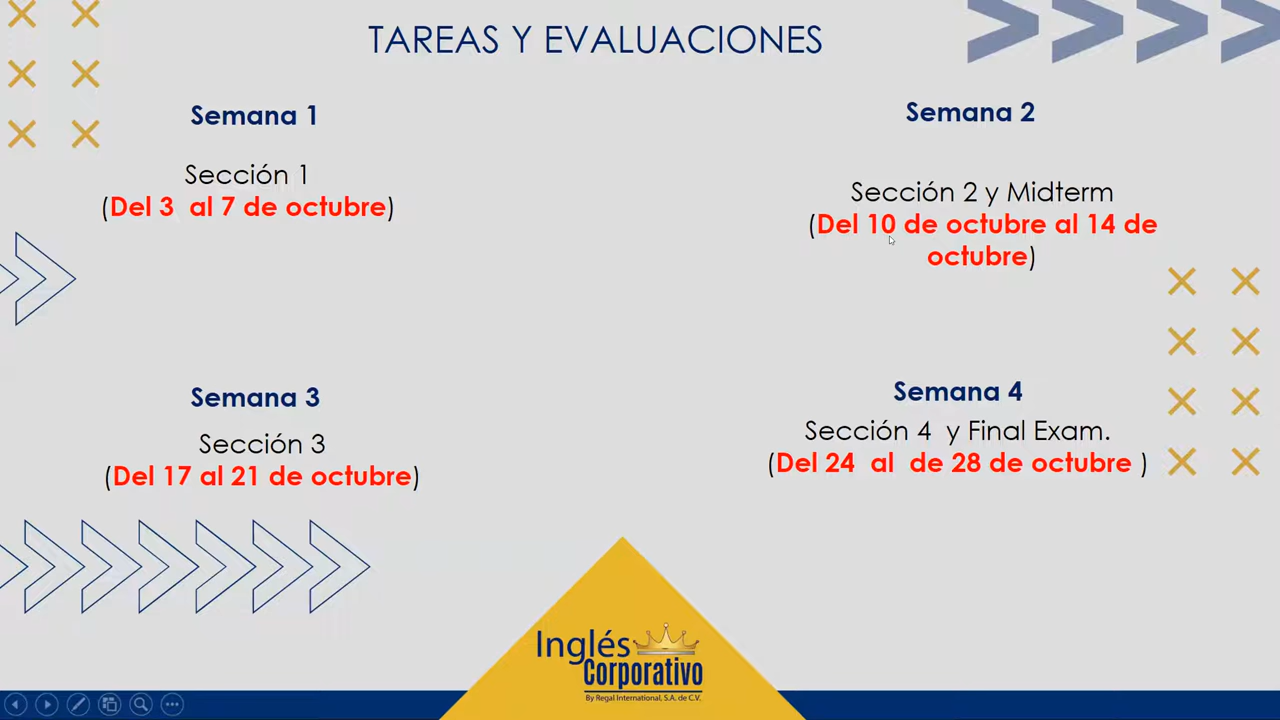 TAREAS Y EVALUACIONES
Semana 1
Sección 1
(Del 3 al 7 de octubre)
Semana 2
Sección 2 y Midterm
(Del 10 de octubre al 14 de
octubre)
Semana 3
Sección 3
(Del 17 al 21 de octubre)
Semana 4
Sección 4 y Final Exam.
(Del 24 al de 28 de octubre )
Inglés
Corporativo
By Regal International, S.A. de C.V.